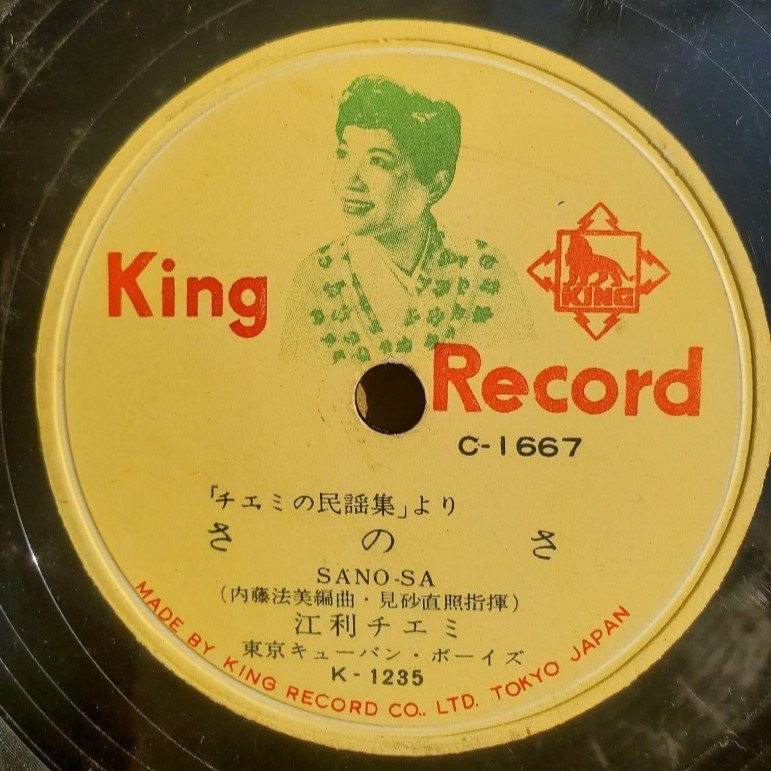 King
KING
Record
C-1667
「チエミの民謡集」より
さのさ
SANO-SA
(内藤法美編曲・見砂直照指揮)
江利チエミ
東京キューバン・ボーイズ
K-1235
MADE BY KING RECORD CO., LTD. TOKYO JAPAN